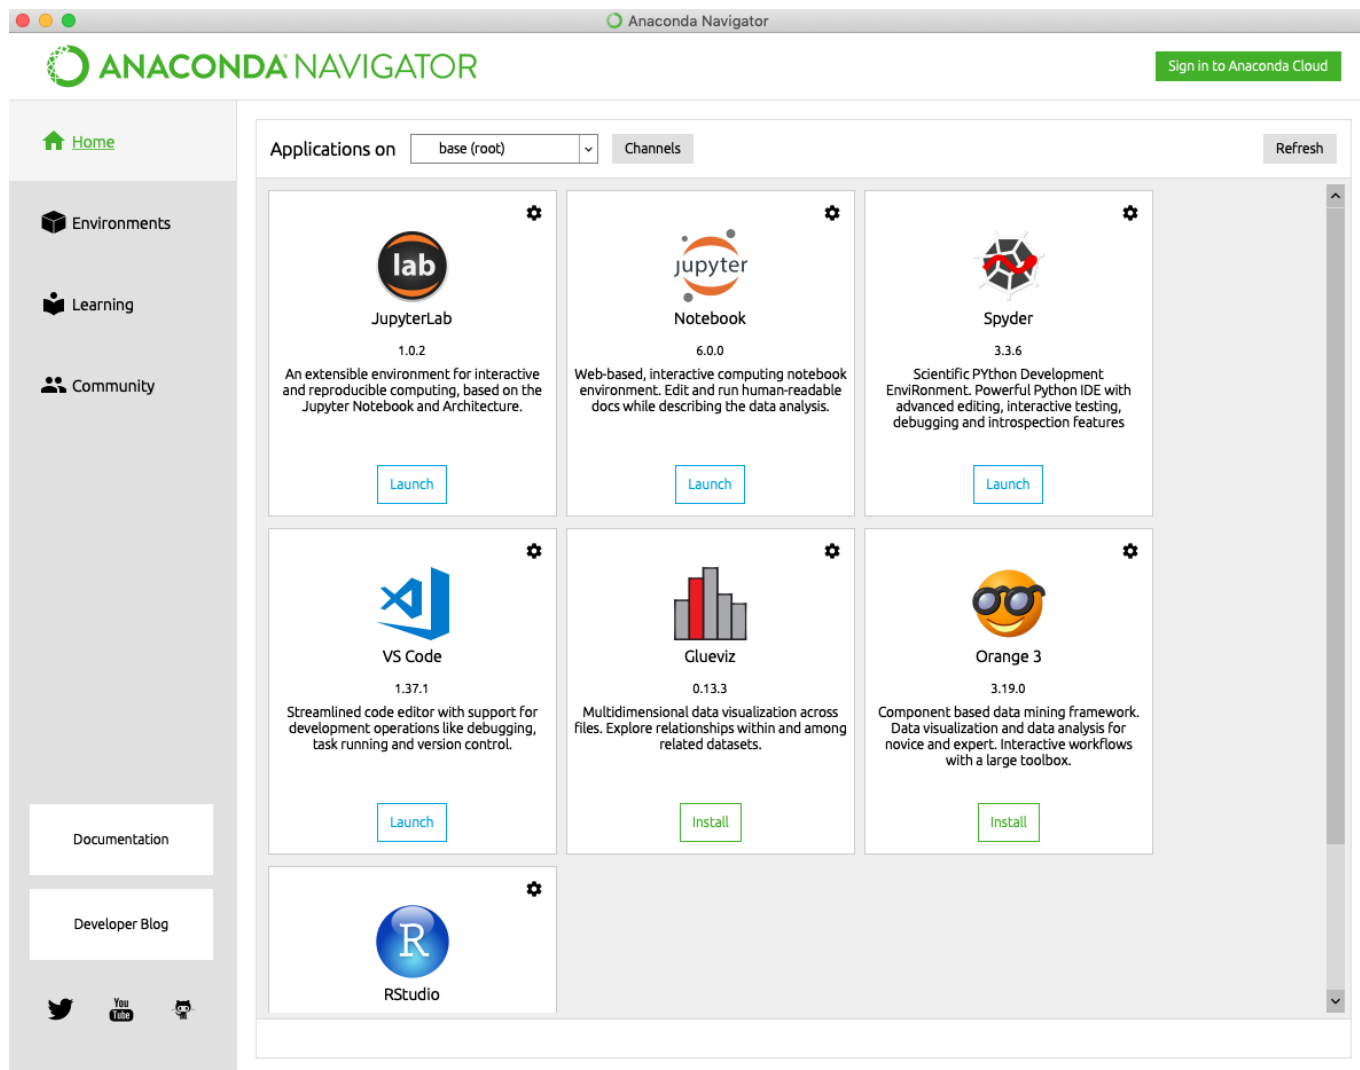 Anaconda Navigator
ANACONDA NAVIGATOR
Sign in to Anaconda Cloud
Home
Environments
Learning
Community
Documentation
Developer Blog
You
Tube
Applications on
base (root)
Channels
Refresh
lab
JupyterLab
1.0.2
An extensible environment for interactive
and reproducible computing, based on the
Jupyter Notebook and Architecture.
Launch
jupyter
Notebook
6.0.0
Web-based, interactive computing notebook
environment. Edit and run human-readable
docs while describing the data analysis.
Launch
Spyder
3.3.6
Scientific PYthon Development
EnviRonment. Powerful Python IDE with
advanced editing, interactive testing,
debugging and introspection features
Launch
VS Code
1.37.1
Streamlined code editor with support for
development operations like debugging,
task running and version control.
Launch
Glueviz
0.13.3
Multidimensional data visualization across
files. Explore relationships within and among
related datasets.
Install
Orange 3
3.19.0
Component based data mining framework.
Data visualization and data analysis for
novice and expert. Interactive workflows
with a large toolbox.
Install
R
RStudio